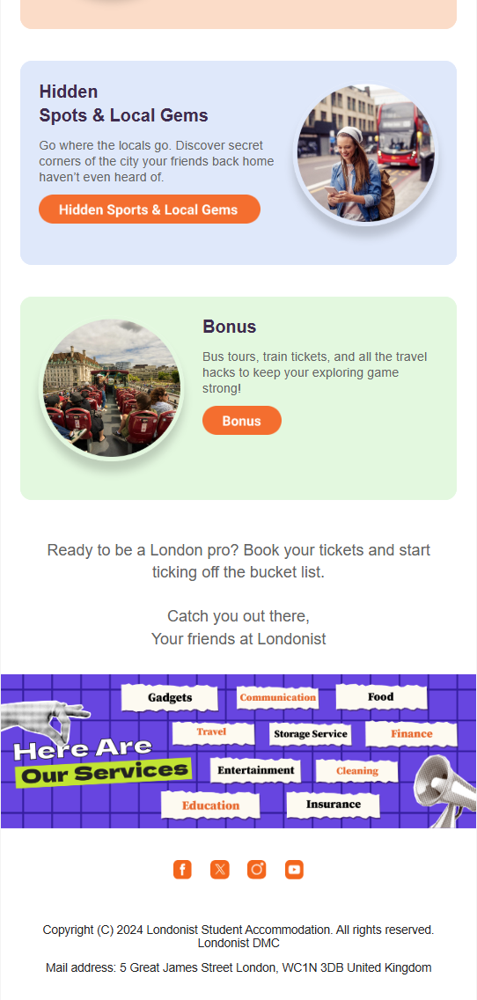 Hidden
Spots & Local Gems
Go where the locals go. Discover secret
corners of the city your friends back home
haven't even heard of.
Hidden Sports & Local Gems
Bonus
Bus tours, train tickets, and all the travel
hacks to keep your exploring game
strong!
Bonus
Ready to be a London pro? Book your tickets and start
ticking off the bucket list.
Catch you out there,
Your friends at Londonist
Here Are
Our Services
Gadgets
Communication
Food
Travel
Storage Service
Finance
Entertainment
Cleaning
Education
Insurance
Copyright (C) 2024 Londonist Student Accommodation. All rights reserved.
Londonist DMC
Mail address: 5 Great James Street London, WC1N 3DB United Kingdom